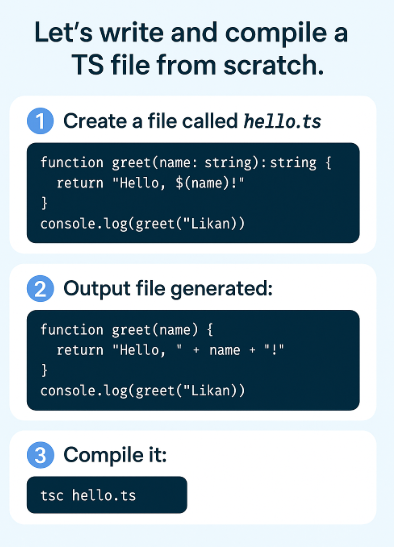 Let's write and compile a
TS file from scratch.
1 Create a file called hello.ts
function greet(name: string): string {
  return "Hello, $(name)!"
}
console.log(greet("Likan))
2 Output file generated:
function greet(name) {
  return "Hello, " + name + "!"
}
console.log(greet("Likan))
3 Compile it:
tsc hello.ts